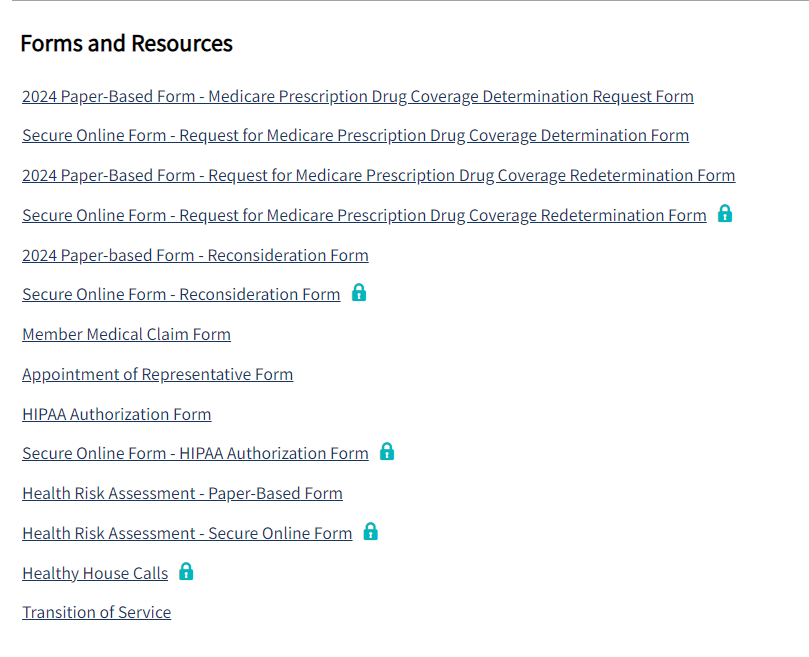 Forms and Resources
2024 Paper-Based Form - Medicare Prescription Drug Coverage Determination Request Form
Secure Online Form - Request for Medicare Prescription Drug Coverage Determination Form
2024 Paper-Based Form - Request for Medicare Prescription Drug Coverage Redetermination Form
Secure Online Form - Request for Medicare Prescription Drug Coverage Redetermination Form
2024 Paper-based Form - Reconsideration Form
Secure Online Form - Reconsideration Form
Member Medical Claim Form
Appointment of Representative Form
HIPAA Authorization Form
Secure Online Form - HIPAA Authorization Form
Health Risk Assessment - Paper-Based Form
Health Risk Assessment - Secure Online Form
Healthy House Calls
Transition of Service